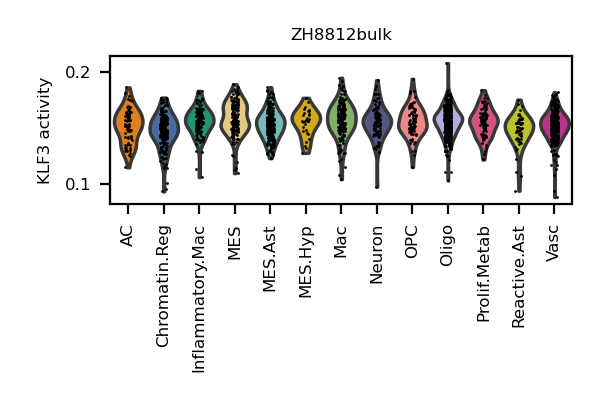 ZH8812bulk
KLF3 activity
0.2
0.1
AC
Chromatin.Reg
Inflammatory.Mac
MES
MES.Ast
MES.Hyp
Mac
Neuron
OPC
Oligo
Prolif.Metab
Reactive.Ast
Vasc